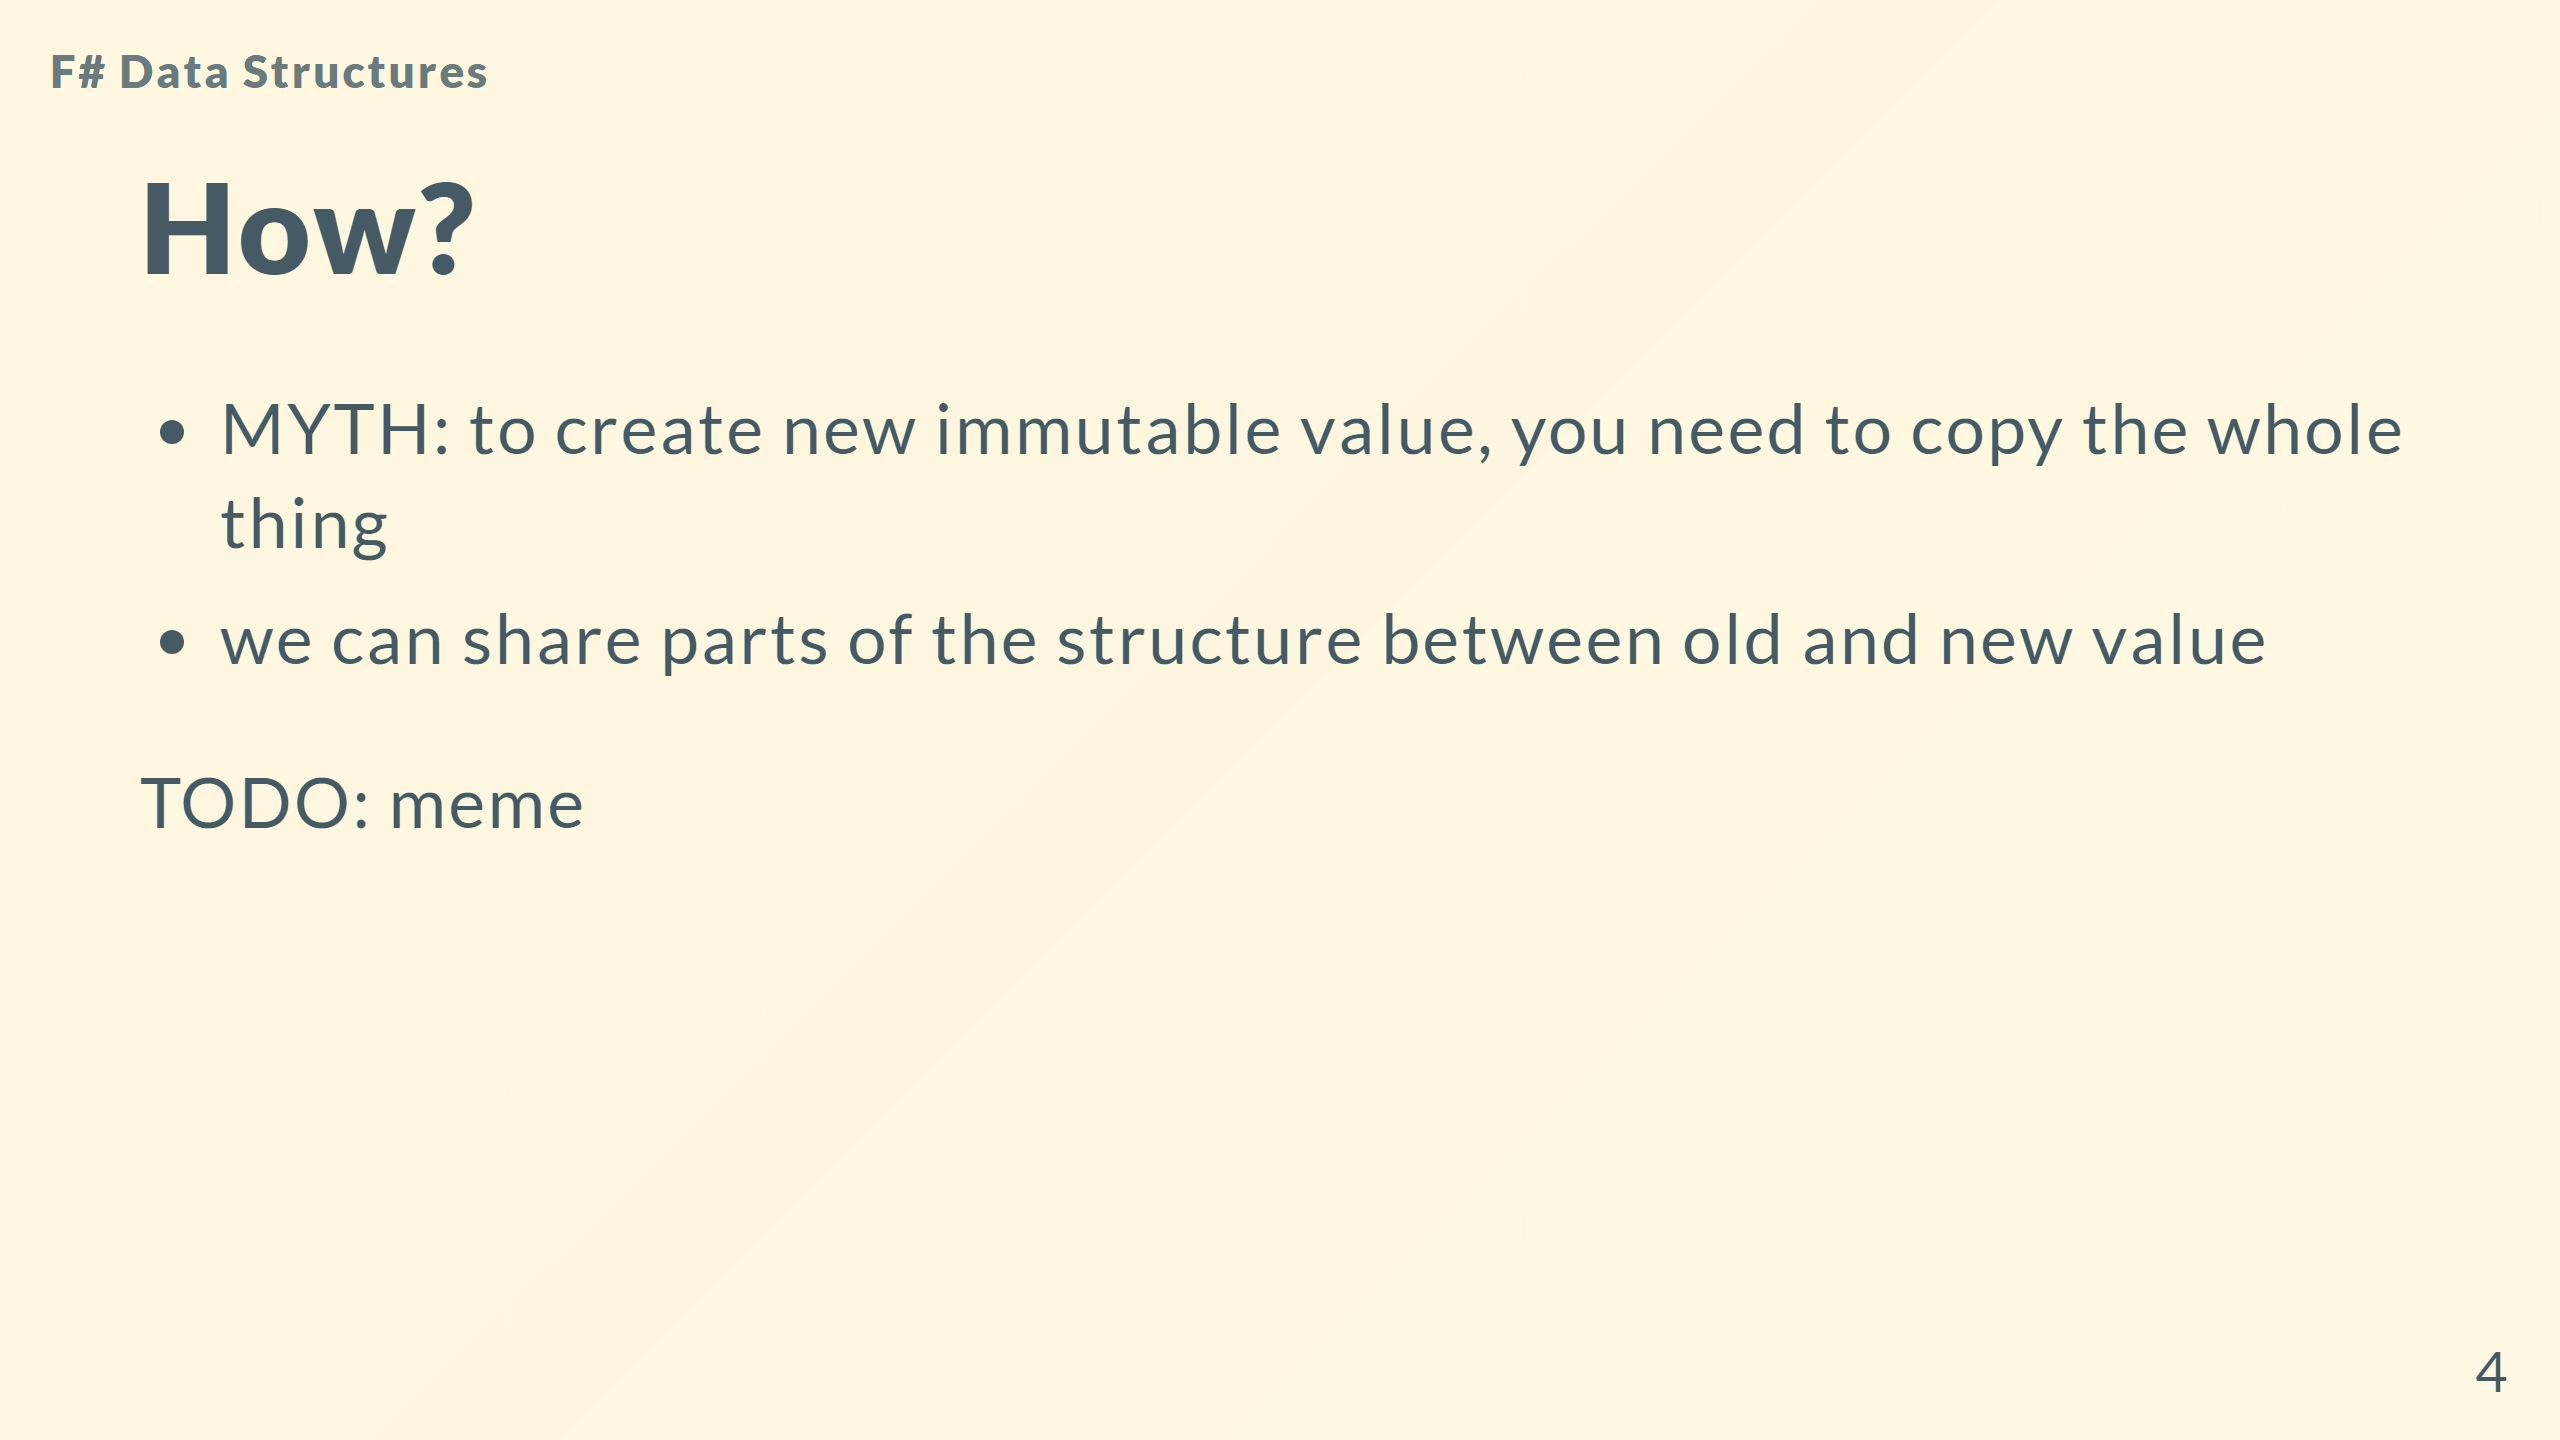 F# Data Structures
How?
• MYTH: to create new immutable value, you need to copy the whole
thing
• we can share parts of the structure between old and new value
TODO: meme
4